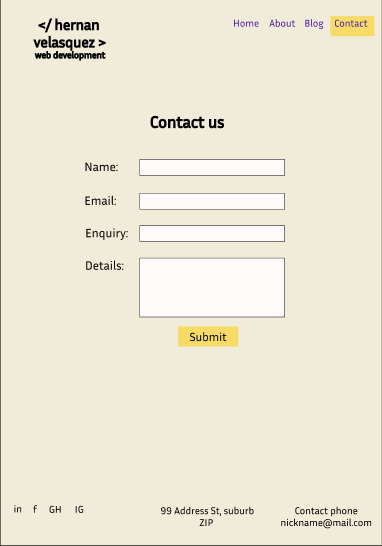 </ hernan
velasquez >
web development
Home About Blog Contact
Contact us
Name:
Email:
Enquiry:
Details:
Submit
in f GH IG
99 Address St, suburb
ZIP
Contact phone
nickname@mail.com